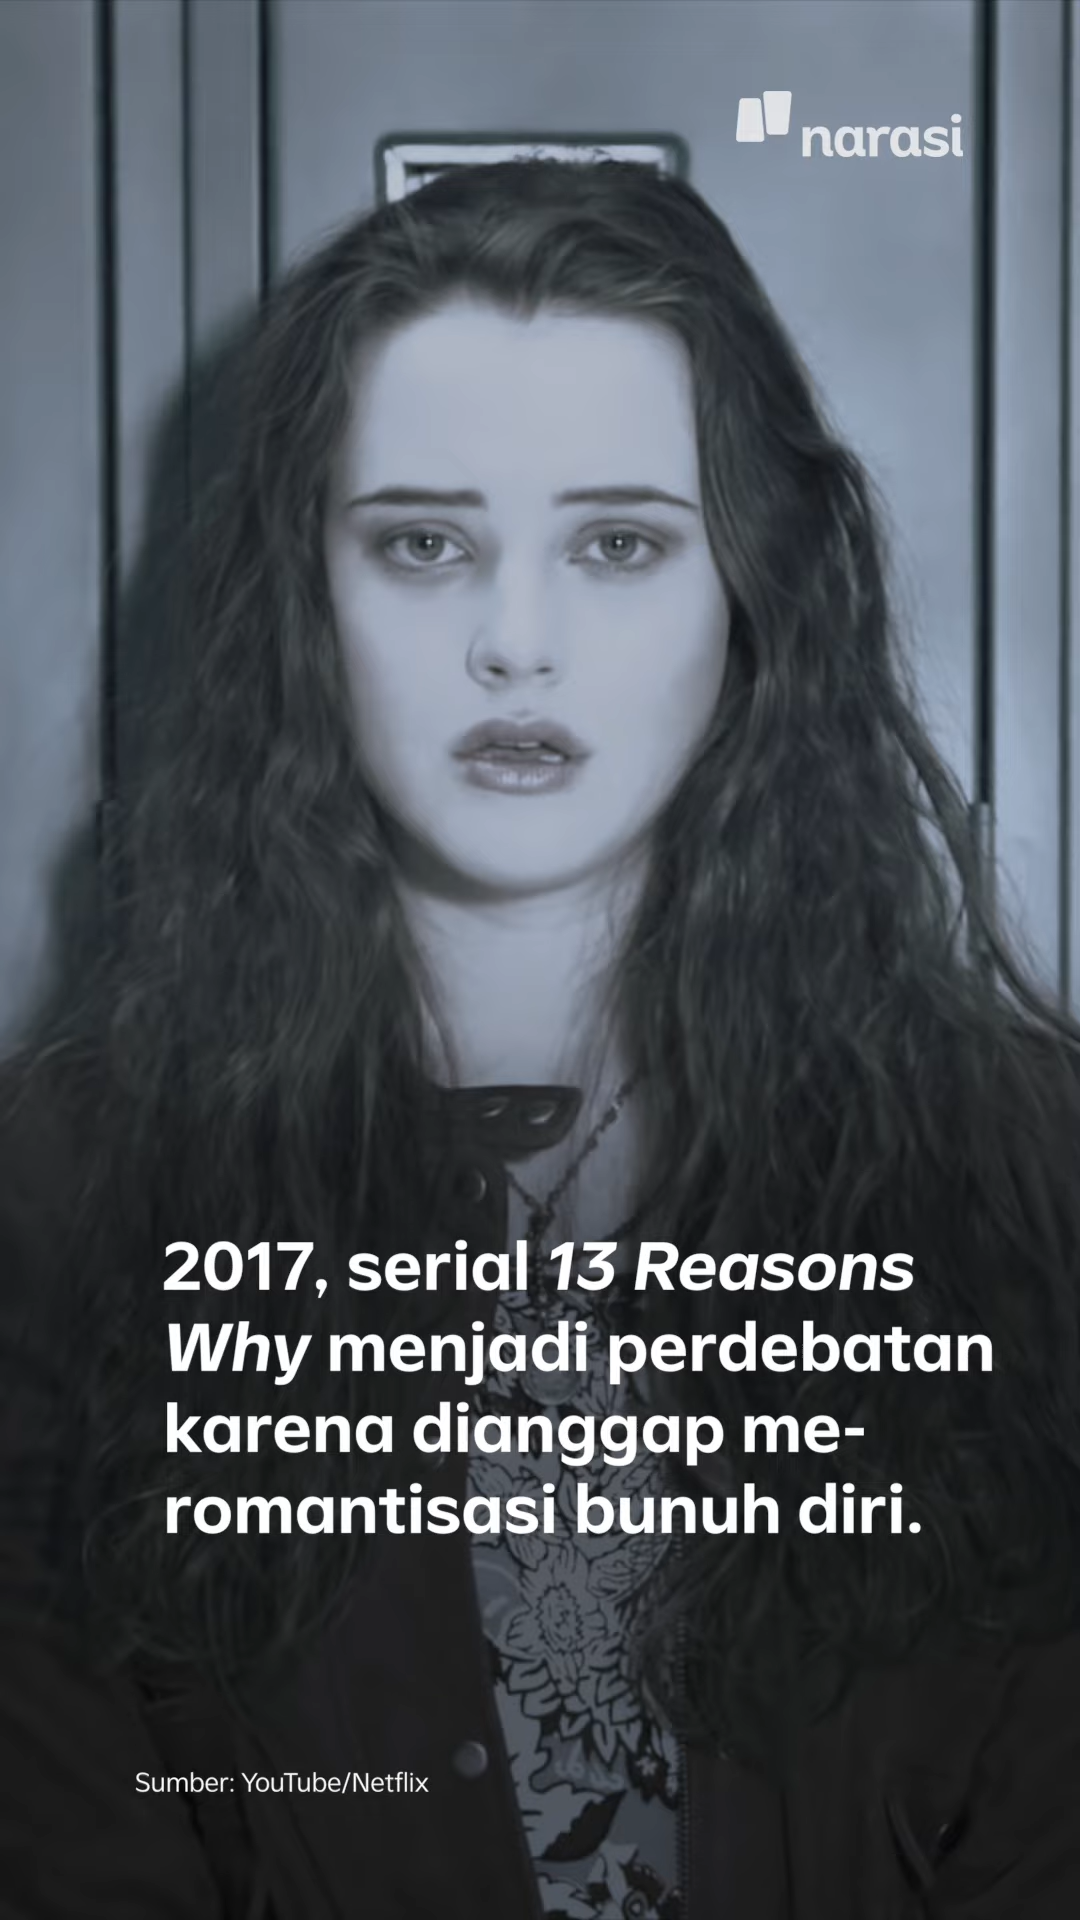 narasi
2017, serial 13 Reasons
Why menjadi perdebatan
karena dianggap me-
romantisasi bunuh diri.
Sumber: YouTube/Netflix